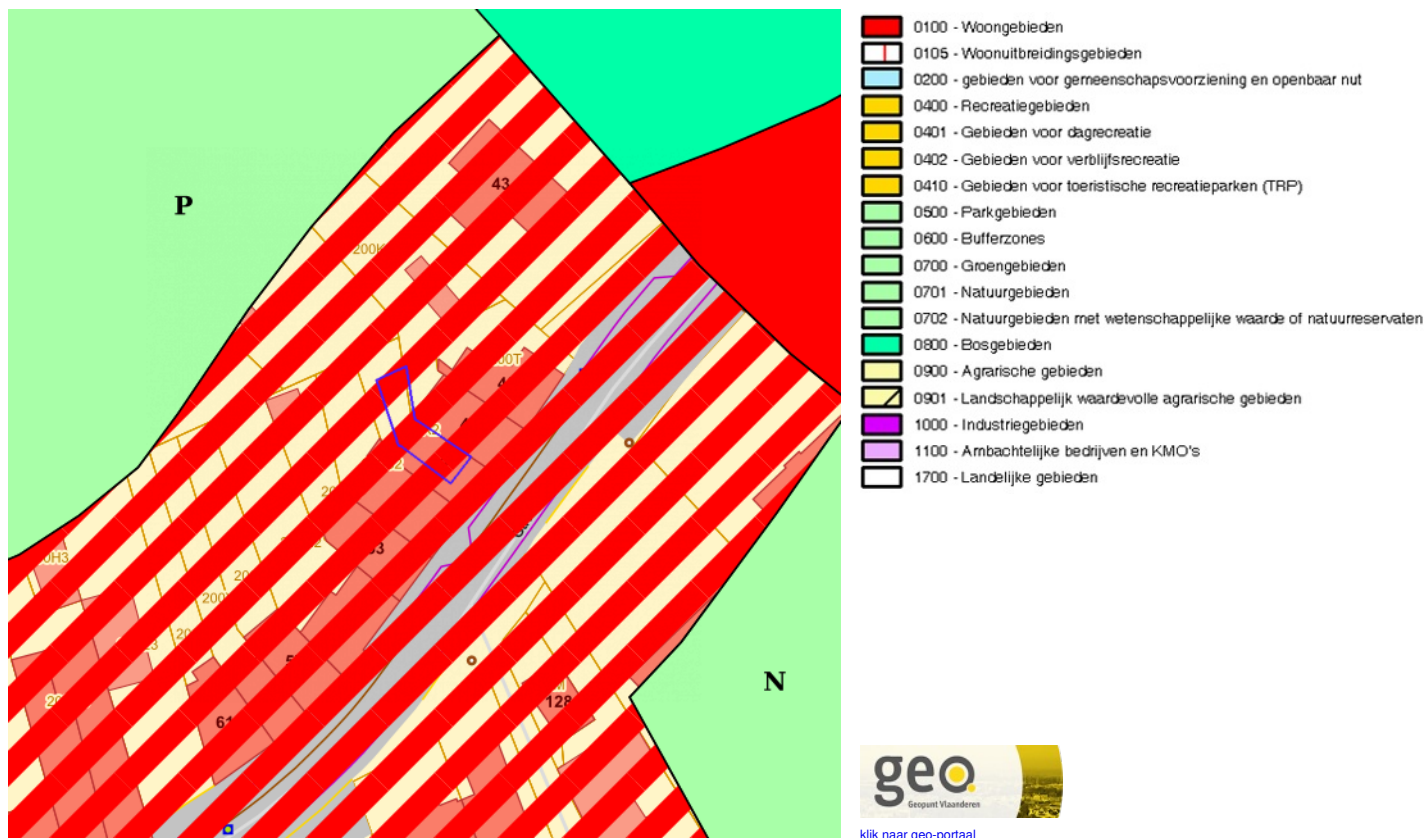 0100 - Woongebieden
0105 - Woonuitbreidingsgebieden
0200 - gebieden voor gemeenschapsvoorziening en openbaar nut
0400 - Recreatiegebieden
0401 - Gebieden voor dagrecreatie
0402 - Gebieden voor verblijfsrecreatie
0410 - Gebieden voor toeristische recreatieparken (TRP)
0500 - Parkgebieden
0600 - Bufferzones
0700 - Groengebieden
0701 - Natuurgebieden
0702 - Natuurgebieden met wetenschappelijke waarde of natuurreservaten
0800 - Bosgebieden
0900 - Agrarische gebieden
0901 - Landschappelijk waardevolle agrarische gebieden
1000 - Industriegebieden
1100 - Ambachtelijke bedrijven en KMO's
1700 - Landelijke gebieden
P
43
N
128
61
geo
Geopunt Vlaanderen
klik naar geo-portaal